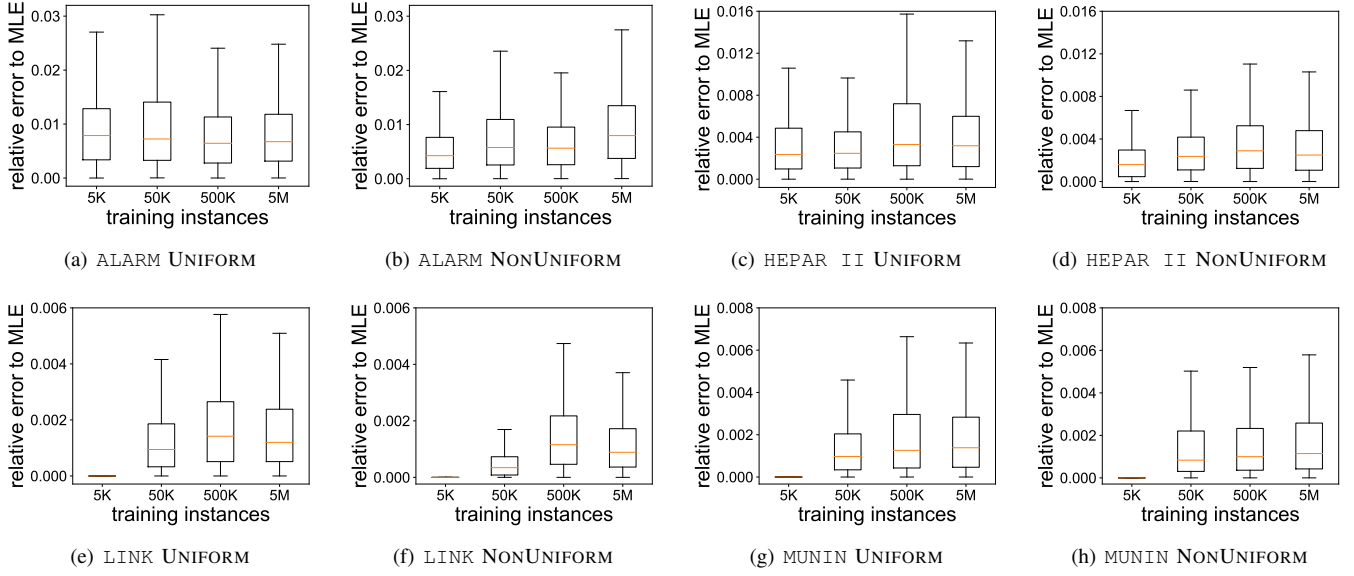 relative error to MLE
0.03
0.02
0.01
0.00
5K 50K 500K 5M
training instances
(a) ALARM UNIFORM
relative error to MLE
0.03
0.02
0.01
0.00
5K 50K 500K 5M
training instances
(b) ALARM NONUNIFORM
relative error to MLE
0.016
0.012
0.008
0.004
0.000
5K 50K 500K 5M
training instances
(c) HEPAR II UNIFORM
relative error to MLE
0.016
0.012
0.008
0.004
0.000
5K 50K 500K 5M
training instances
(d) HEPAR II NONUNIFORM
relative error to MLE
0.006
0.004
0.002
0.000
5K 50K 500K 5M
training instances
(e) LINK UNIFORM
relative error to MLE
0.006
0.004
0.002
0.000
5K 50K 500K 5M
training instances
(f) LINK NONUNIFORM
relative error to MLE
0.008
0.006
0.004
0.002
0.000
5K 50K 500K 5M
training instances
(g) MUNIN UNIFORM
relative error to MLE
0.008
0.006
0.004
0.002
0.000
5K 50K 500K 5M
training instances
(h) MUNIN NONUNIFORM